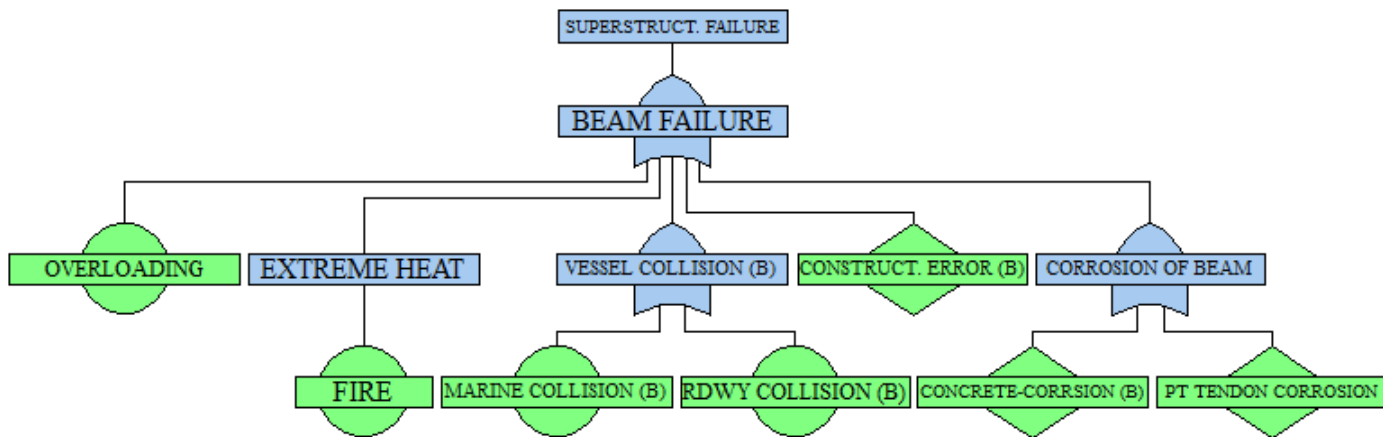 SUPERSTRUCT. FAILURE
BEAM FAILURE
OVERLOADING
EXTREME HEAT
VESSEL COLLISION (B)
CONSTRUCT. ERROR (B)
CORROSION OF BEAM
FIRE
MARINE COLLISION (B)
RDWY COLLISION (B)
CONCRETE-CORRSION (B)
PT TENDON CORROSION